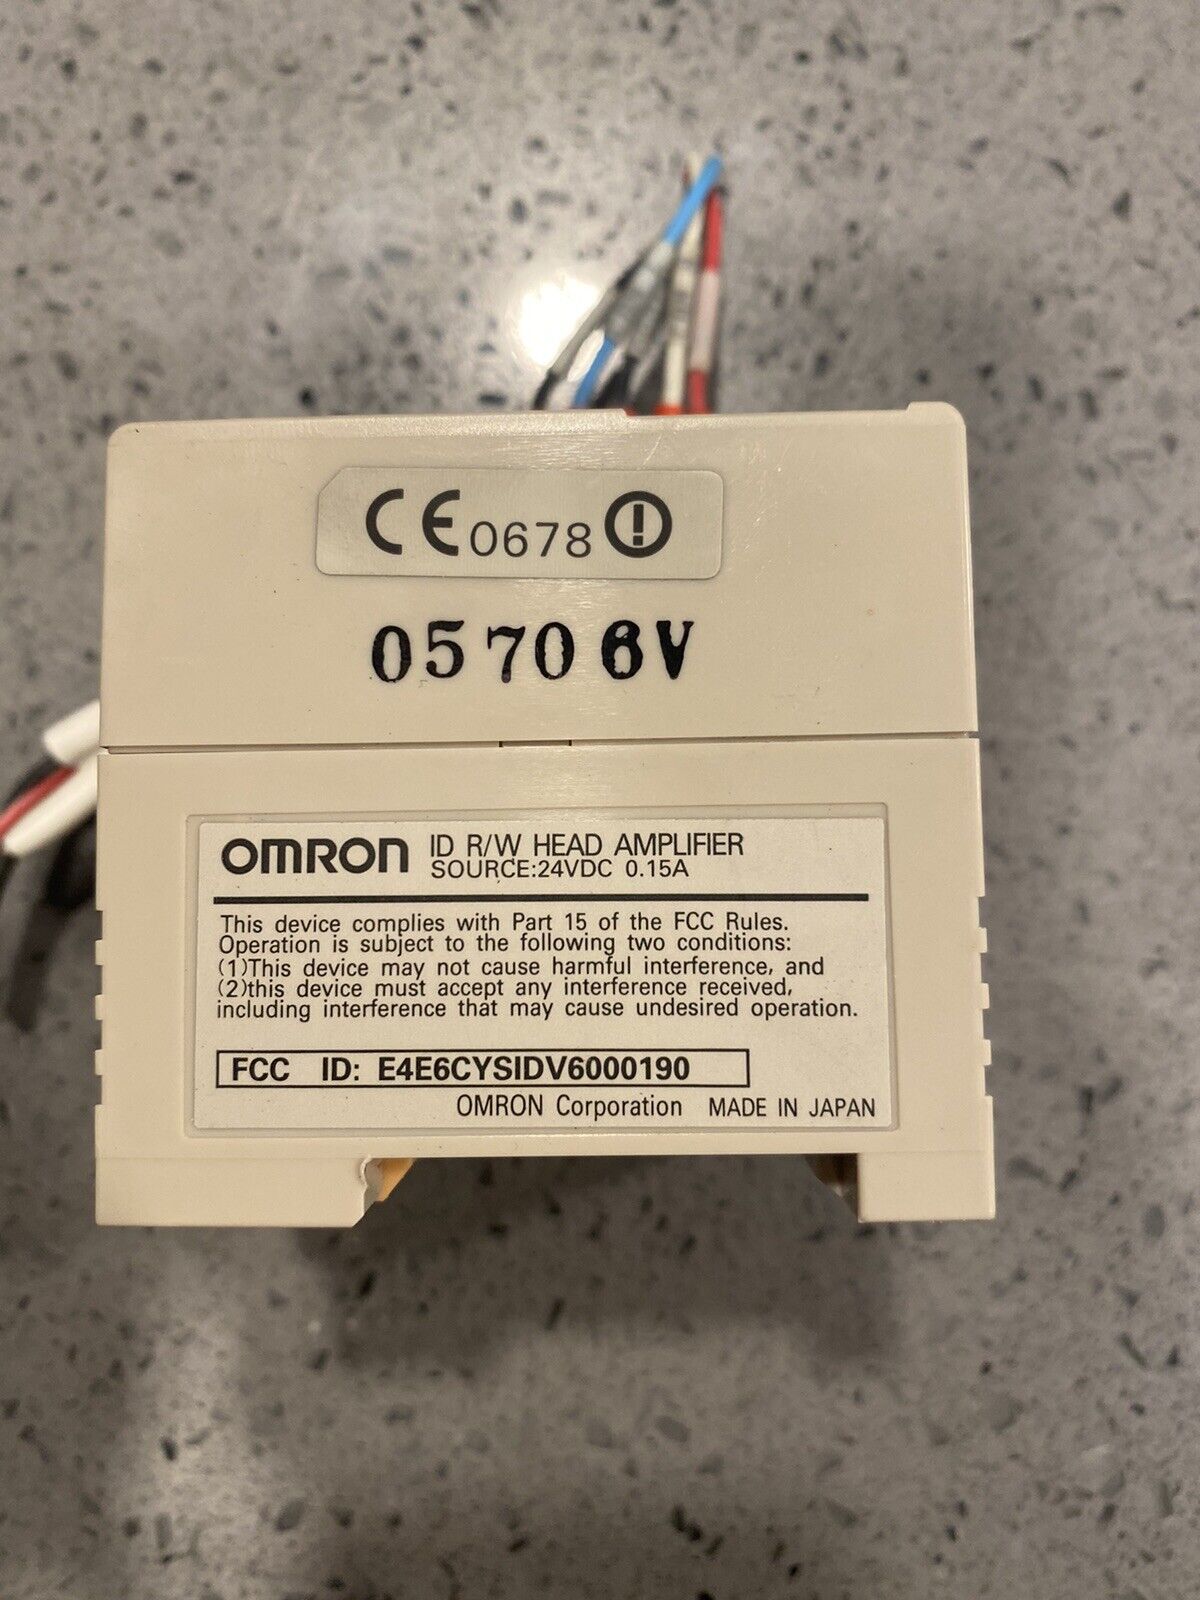 CE 0678
05706V
OMRON ID R/W HEAD AMPLIFIER
SOURCE:24VDC 0.15A
This device complies with Part 15 of the FCC Rules.
Operation is subject to the following two conditions:
(1)This device may not cause harmful interference, and
(2)this device must accept any interference received,
including interference that may cause undesired operation.
FCC ID: E4E6CYSIDV6000190
OMRON Corporation MADE IN JAPAN